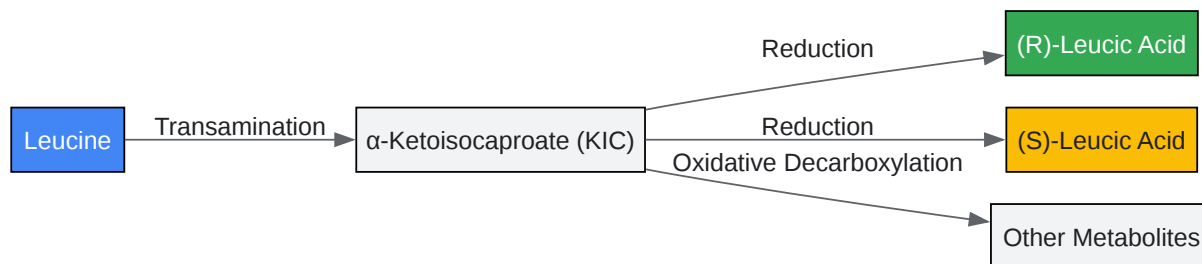 Reduction
(R)-Leucic Acid
Leucine
Transamination
α-Ketoisocaproate (KIC)
Reduction
(S)-Leucic Acid
Oxidative Decarboxylation
Other Metabolites